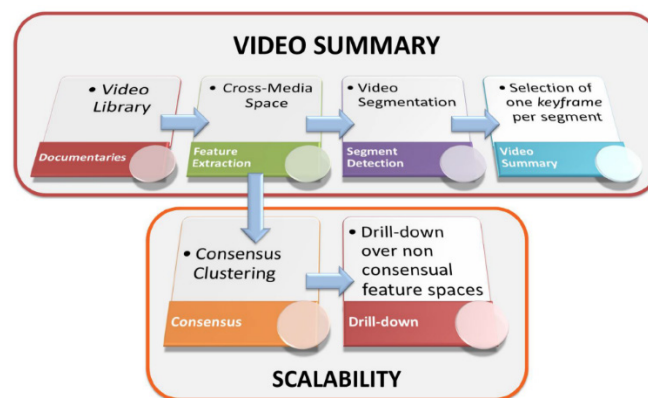 VIDEO SUMMARY
• Video
Library
Documentaries
• Cross-Media
Space
Feature
Extraction
• Video
Segmentation
Segment
Detection
• Selection of
one keyframe
per segment
Video
Summary
• Consensus
Clustering
Consensus
• Drill-down
over non
consensual
feature spaces
Drill-down
SCALABILITY